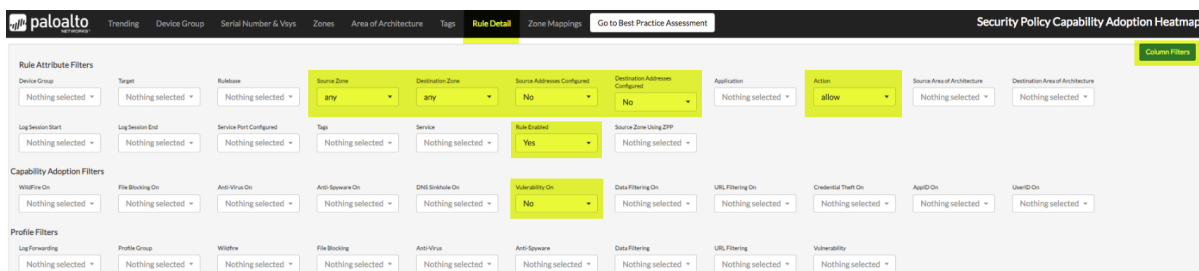 paloalto NETWORKS Trending Device Group Serial Number & Vsys Zones Area of Architecture Tags Rule Detail Zone Mappings Go to Best Practice Assessment Security Policy Capability Adoption Heatmap
Column Filters
Rule Attribute Filters
Device Group Target Rulebase Source Zone Destination Zone Source Addresses Configured Destination Addresses Configured Application Action Source Area of Architecture Destination Area of Architecture
Nothing selected Nothing selected Nothing selected any any No No Nothing selected allow Nothing selected Nothing selected
Log Session Start Log Session End Service Port Configured Tags Service Rule Enabled Source Zone Using ZPP
Nothing selected Nothing selected Nothing selected Nothing selected Nothing selected Yes Nothing selected
Capability Adoption Filters
WildFire On File Blocking On Anti-Virus On Anti-Spyware On DNS Sinkhole On Vulnerability On Data Filtering On URL Filtering On Credential Theft On AppID On UserID On
Nothing selected Nothing selected Nothing selected Nothing selected Nothing selected No Nothing selected Nothing selected Nothing selected Nothing selected Nothing selected
Profile Filters
Log Forwarding Profile Group Wildfire File Blocking Anti-Virus Anti-Spyware Data Filtering URL Filtering Vulnerability
Nothing selected Nothing selected Nothing selected Nothing selected Nothing selected Nothing selected Nothing selected Nothing selected Nothing selected